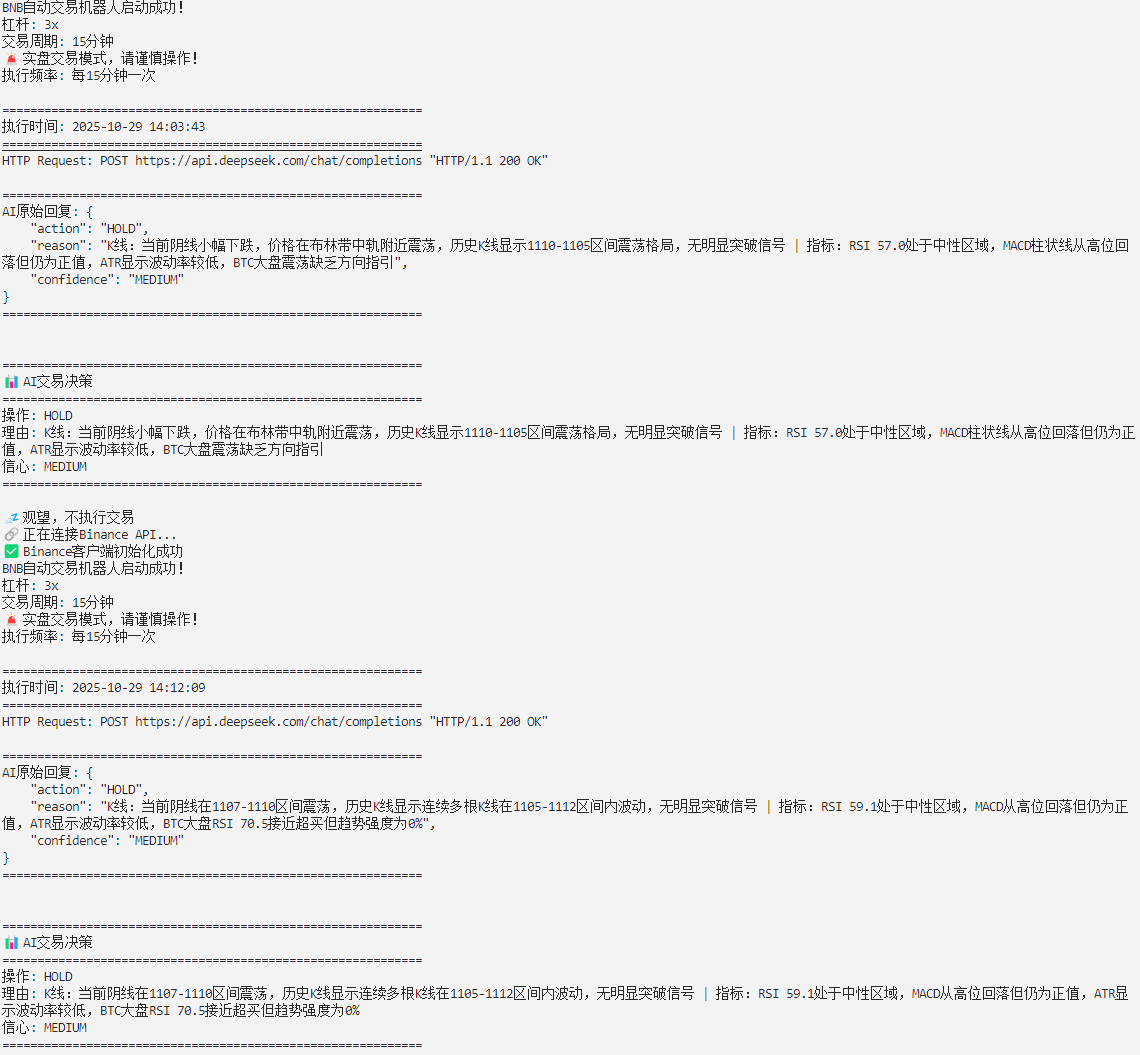 BNB自动交易机器人启动成功!
杠杆: 3x
交易周期: 15分钟
🚨 实盘交易模式，请谨慎操作!
执行频率: 每15分钟一次
============================================================
执行时间: 2025-10-29 14:03:43
============================================================
HTTP Request: POST https://api.deepseek.com/chat/completions "HTTP/1.1 200 OK"
============================================================
AI原始回复: {
    "action": "HOLD",
    "reason": "K线: 当前阴线小幅下跌，价格在布林带中轨附近震荡，历史K线显示1110-1105区间震荡格局，无明显突破信号 | 指标: RSI 57.0处于中性区域，MACD柱状线从高位回
落但仍为正值，ATR显示波动率较低，BTC大盘震荡缺乏方向指引",
    "confidence": "MEDIUM"
}
============================================================
============================================================
📊 AI交易决策
============================================================
操作: HOLD
理由: K线: 当前阴线小幅下跌，价格在布林带中轨附近震荡，历史K线显示1110-1105区间震荡格局，无明显突破信号 | 指标: RSI 57.0处于中性区域，MACD柱状线从高位回落但仍为正
值，ATR显示波动率较低，BTC大盘震荡缺乏方向指引
信心: MEDIUM
============================================================
💤 观望，不执行交易
🔗 正在连接Binance API...
✅ Binance客户端初始化成功
BNB自动交易机器人启动成功!
杠杆: 3x
交易周期: 15分钟
🚨 实盘交易模式，请谨慎操作!
执行频率: 每15分钟一次
============================================================
执行时间: 2025-10-29 14:12:09
============================================================
HTTP Request: POST https://api.deepseek.com/chat/completions "HTTP/1.1 200 OK"
============================================================
AI原始回复: {
    "action": "HOLD",
    "reason": "K线: 当前阴线在1107-1110区间震荡，历史K线显示连续多根K线在1105-1112区间内波动，无明显突破信号 | 指标: RSI 59.1处于中性区域，MACD从高位回落但仍为正
值，ATR显示波动率较低，BTC大盘RSI 70.5接近超买但趋势强度为0%",
    "confidence": "MEDIUM"
}
============================================================
============================================================
📊 AI交易决策
============================================================
操作: HOLD
理由: K线: 当前阴线在1107-1110区间震荡，历史K线显示连续多根K线在1105-1112区间内波动，无明显突破信号 | 指标: RSI 59.1处于中性区域，MACD从高位回落但仍为正值，ATR显
示波动率较低，BTC大盘RSI 70.5接近超买但趋势强度为0%
信心: MEDIUM
============================================================